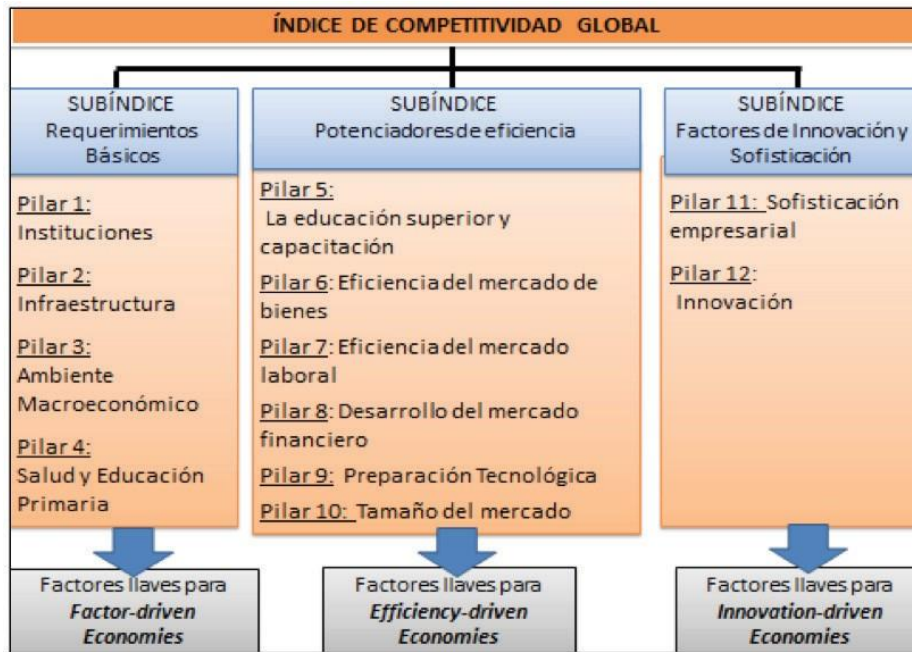 ÍNDICE DE COMPETITIVIDAD GLOBAL
SUBÍNDICE
Requerimientos
Básicos
Pilar 1:
Instituciones
Pilar 2:
Infraestructura
Pilar 3:
Ambiente
Macroeconómico
Pilar 4:
Salud y Educación
Primaria
Factores llaves para
Factor-driven
Economies
SUBÍNDICE
Potenciadores de eficiencia
Pilar 5:
La educación superior y
capacitación
Pilar 6: Eficiencia del mercado de
bienes
Pilar 7: Eficiencia del mercado
laboral
Pilar 8: Desarrollo del mercado
financiero
Pilar 9: Preparación Tecnológica
Pilar 10: Tamaño del mercado
Factores llaves para
Efficiency-driven
Economies
SUBÍNDICE
Factores de Innovación y
Sofisticación
Pilar 11: Sofisticación
empresarial
Pilar 12:
Innovación
Factores llaves para
Innovation-driven
Economies